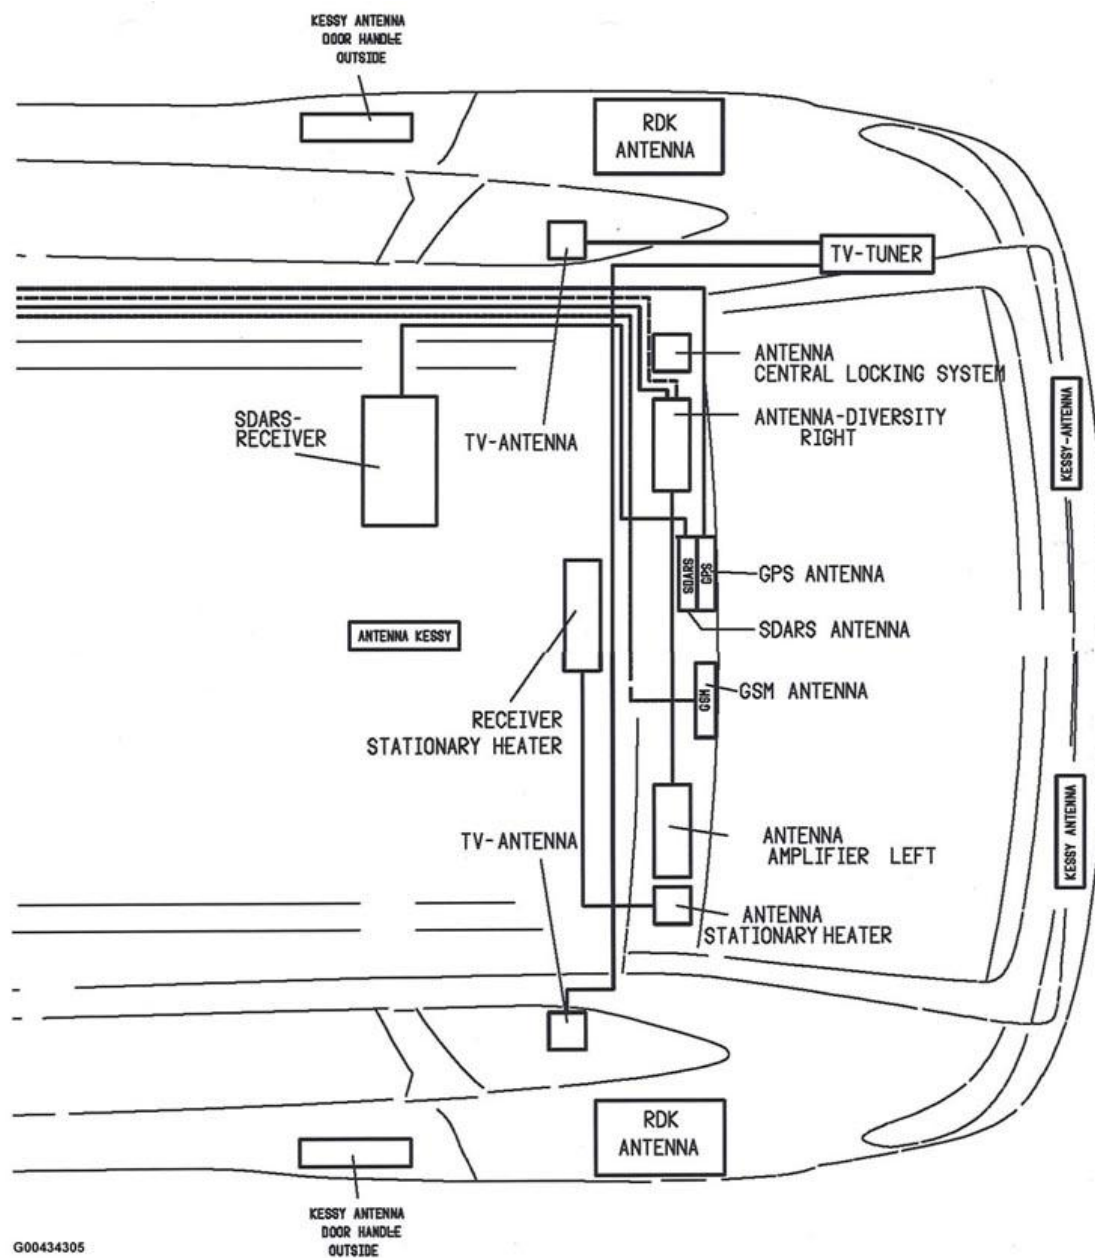 KESSY ANTENNA
DOOR HANDLE
OUTSIDE
RDK
ANTENNA
TV-TUNER
ANTENNA
CENTRAL LOCKING SYSTEM
SDARS-
RECEIVER
TV-ANTENNA
ANTENNA-DIVERSITY
RIGHT
KESSY-ANTENNA
SDARS
GPS
GPS ANTENNA
SDARS ANTENNA
ANTENNA KESSY
GSM
GSM ANTENNA
RECEIVER
STATIONARY HEATER
TV-ANTENNA
ANTENNA
AMPLIFIER LEFT
KESSY ANTENNA
ANTENNA
STATIONARY HEATER
RDK
ANTENNA
KESSY ANTENNA
DOOR HANDLE
OUTSIDE
G00434305